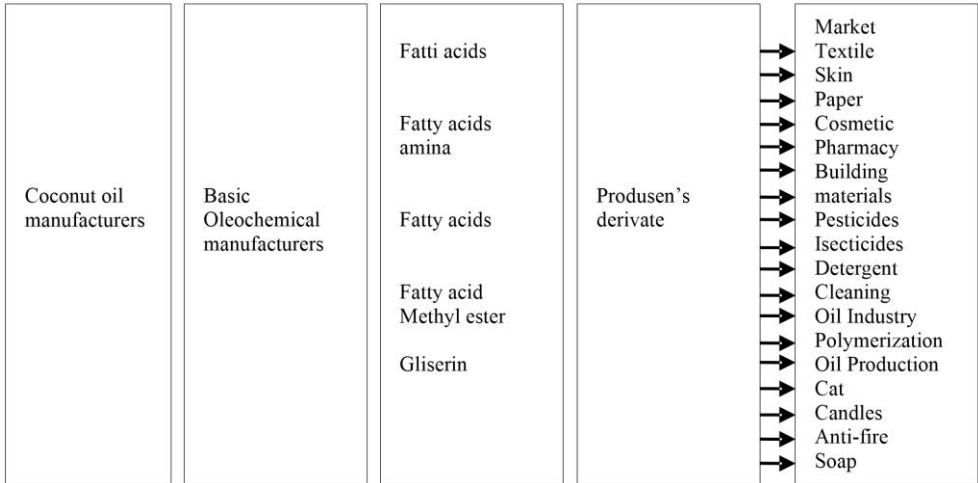 Coconut oil
manufacturers
Basic
Oleochemical
manufacturers
Fatti acids
Fatty acids
amina
Fatty acids
Fatty acid
Methyl ester
Gliserin
Produsen's
derivate
Market
Textile
Skin
Paper
Cosmetic
Pharmacy
Building
materials
Pesticides
Isecticides
Detergent
Cleaning
Oil Industry
Polymerization
Oil Production
Cat
Candles
Anti-fire
Soap